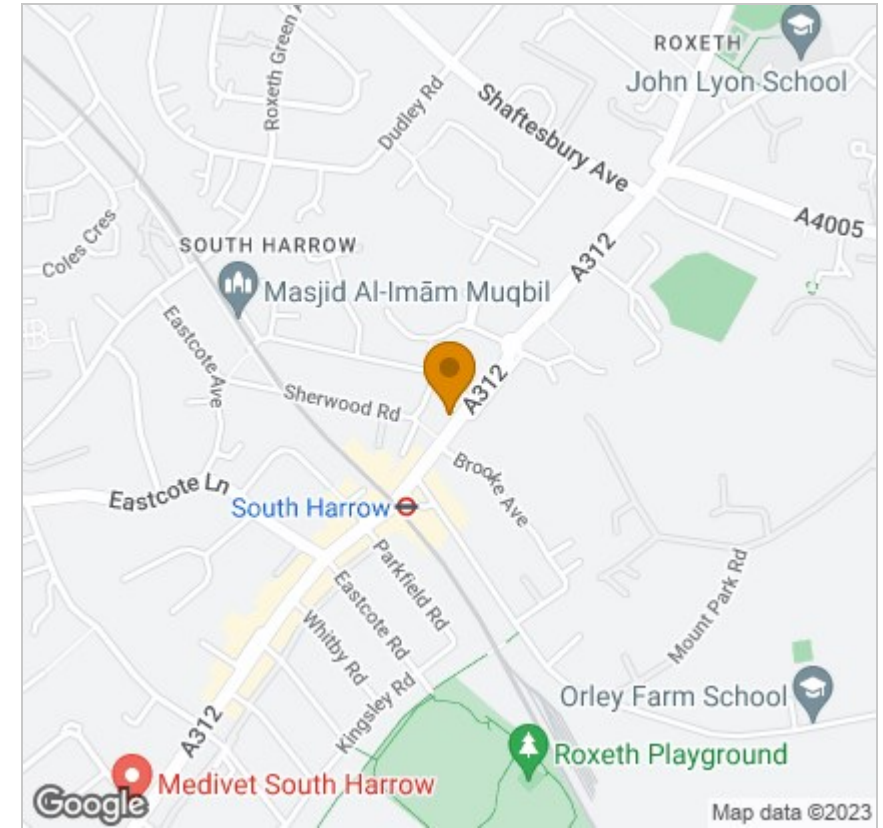 ROXETH
John Lyon School
Roxeth Green A
Dudley Rd
Shaftesbury Ave
A4005
A312
Coles Cres
SOUTH HARROW
Masjid Al-Imām Muqbil
Eastcote Ave
A312
Sherwood Rd
Brooke Ave
Eastcote Ln
South Harrow
Parkfield Rd
Mount Park Rd
Eastcote Rd
Whitby Rd
Kingsley Rd
Orley Farm School
A312
Roxeth Playground
Medivet South Harrow
Google
Map data ©2023